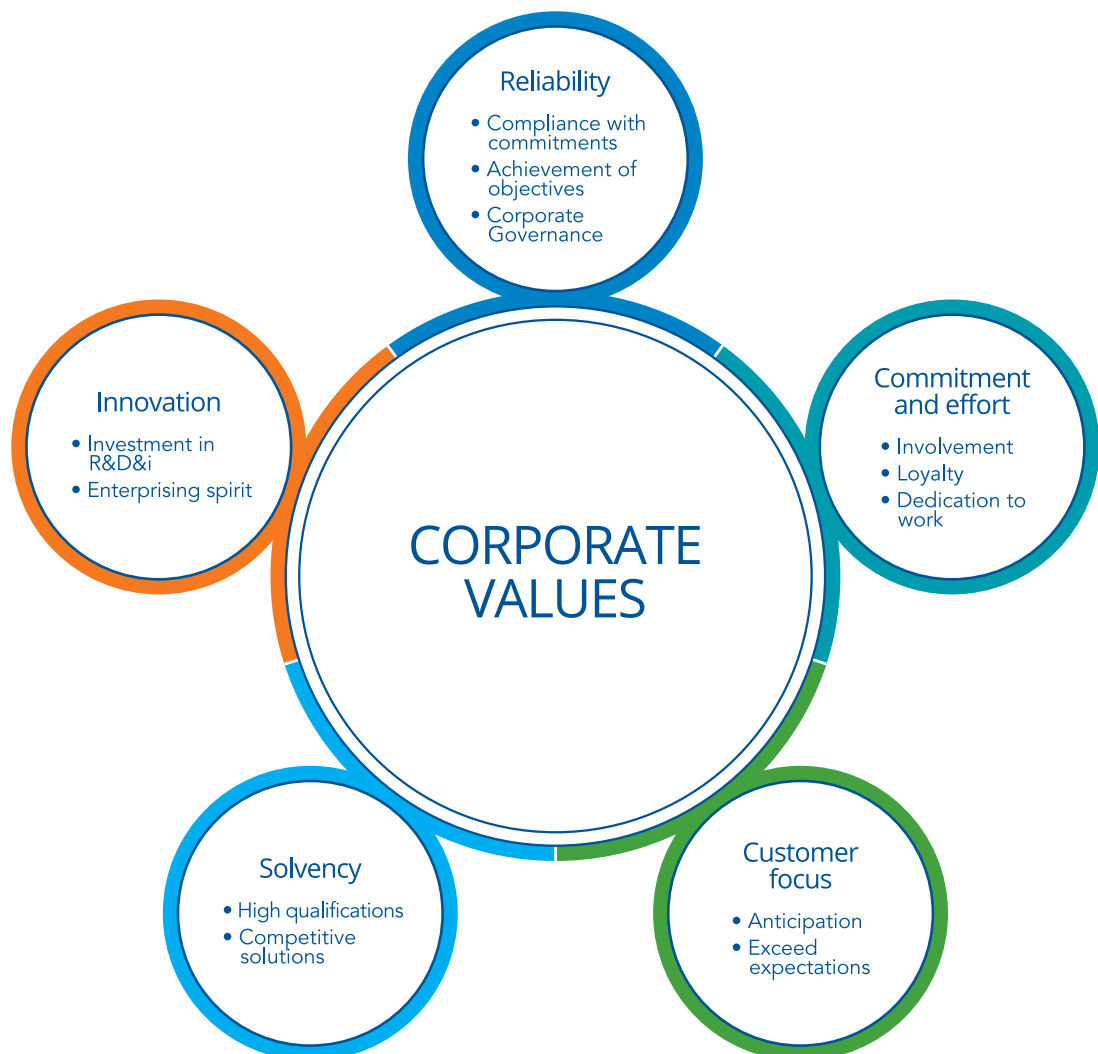 Reliability
• Compliance with
commitments
• Achievement of
objectives
• Corporate
Governance
Commitment
and effort
• Involvement
• Loyalty
• Dedication to
work
Customer
focus
• Anticipation
• Exceed
expectations
Solvency
• High qualifications
• Competitive
solutions
Innovation
• Investment in
R&D&i
• Enterprising spirit
CORPORATE
VALUES